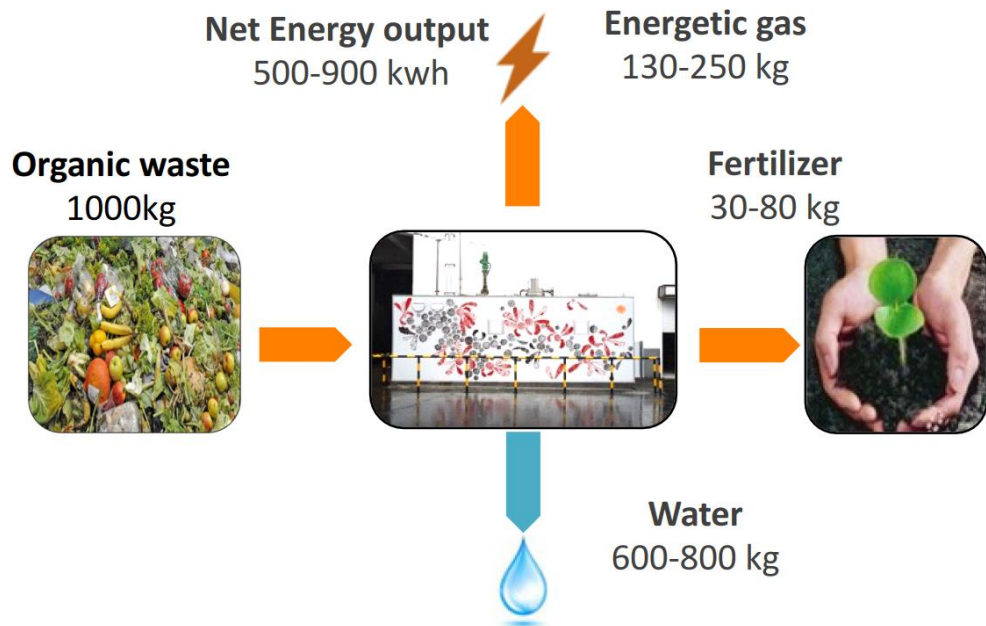 Net Energy output
500-900 kwh
Energetic gas
130-250 kg
Organic waste
1000kg
Fertilizer
30-80 kg
Water
600-800 kg